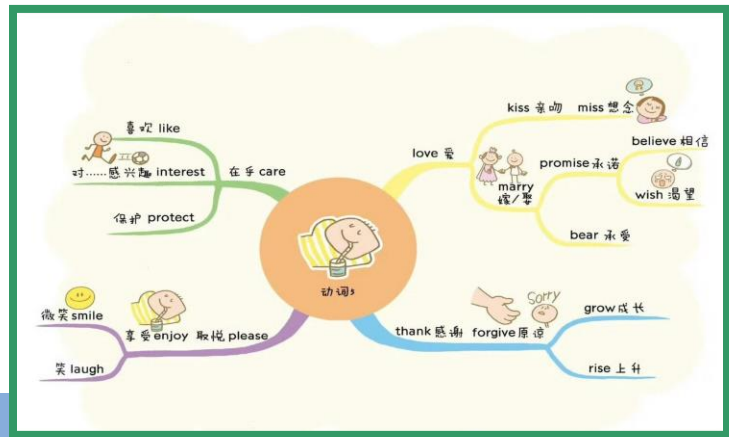 动词s
love 爱
kiss 亲吻 miss 想念
marry
嫁/娶
promise 承诺
believe 相信
wish 渴望
bear 承受
thank 感谢 forgive 原谅
Sorry
grow 成长
rise 上升
在乎 care
喜欢 like
对……感兴趣 interest
保护 protect
享受 enjoy 取悦 please
微笑 smile
笑 laugh